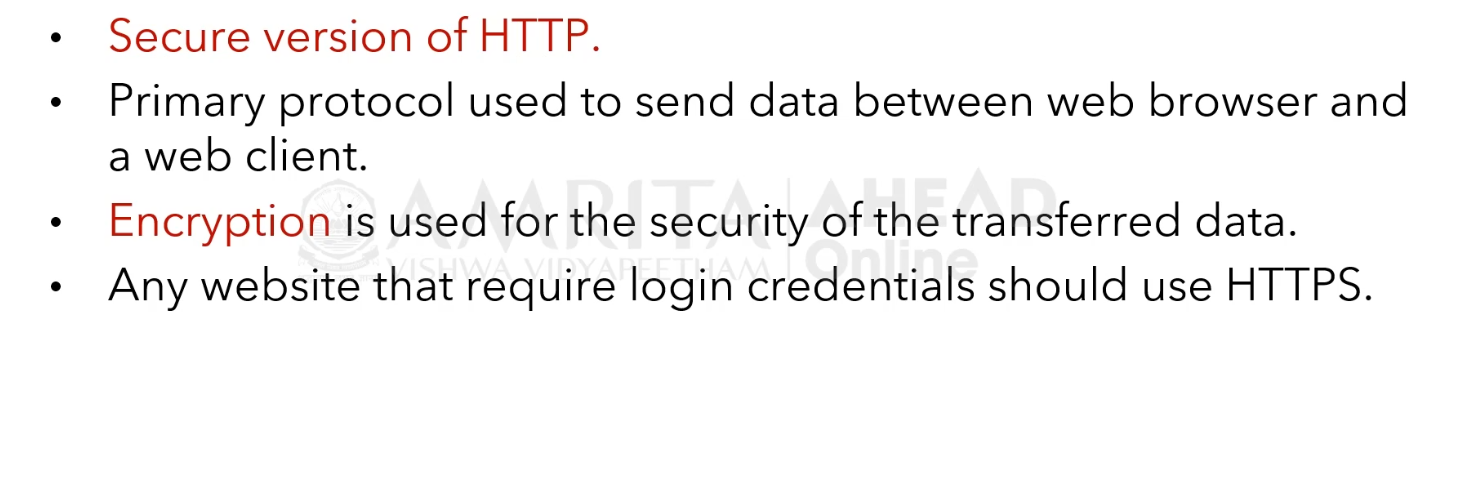 • Secure version of HTTP.
• Primary protocol used to send data between web browser and
a web client.
• Encryption is used for the security of the transferred data.
• Any website that require login credentials should use HTTPS.
AMRITA VISHWA VIDYAPEETHAM
AHEAD Online